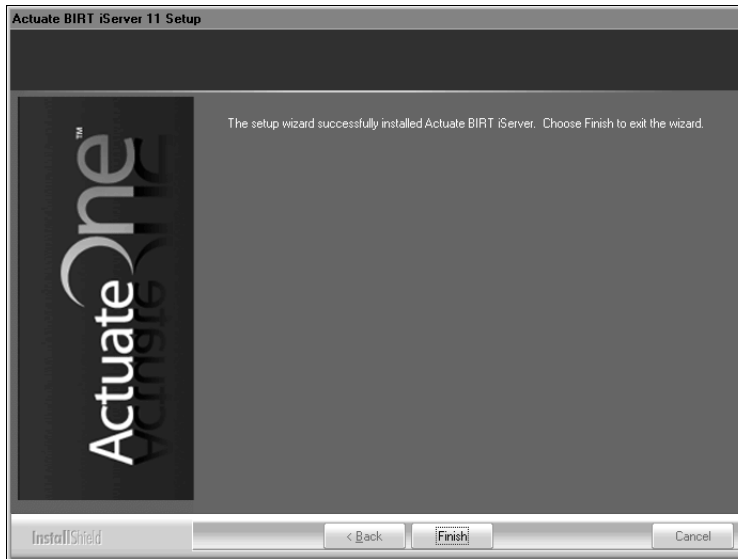 Actuate BIRT iServer 11 Setup
The setup wizard successfully installed Actuate BIRT iServer. Choose Finish to exit the wizard.
ActuateOne™
InstallShield
< Back
Finish
Cancel